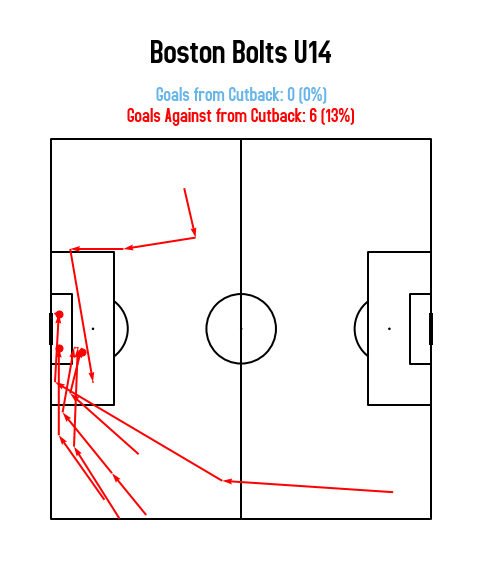 Boston Bolts U14
Goals from Cutback: 0 (0%)
Goals Against from Cutback: 6 (13%)